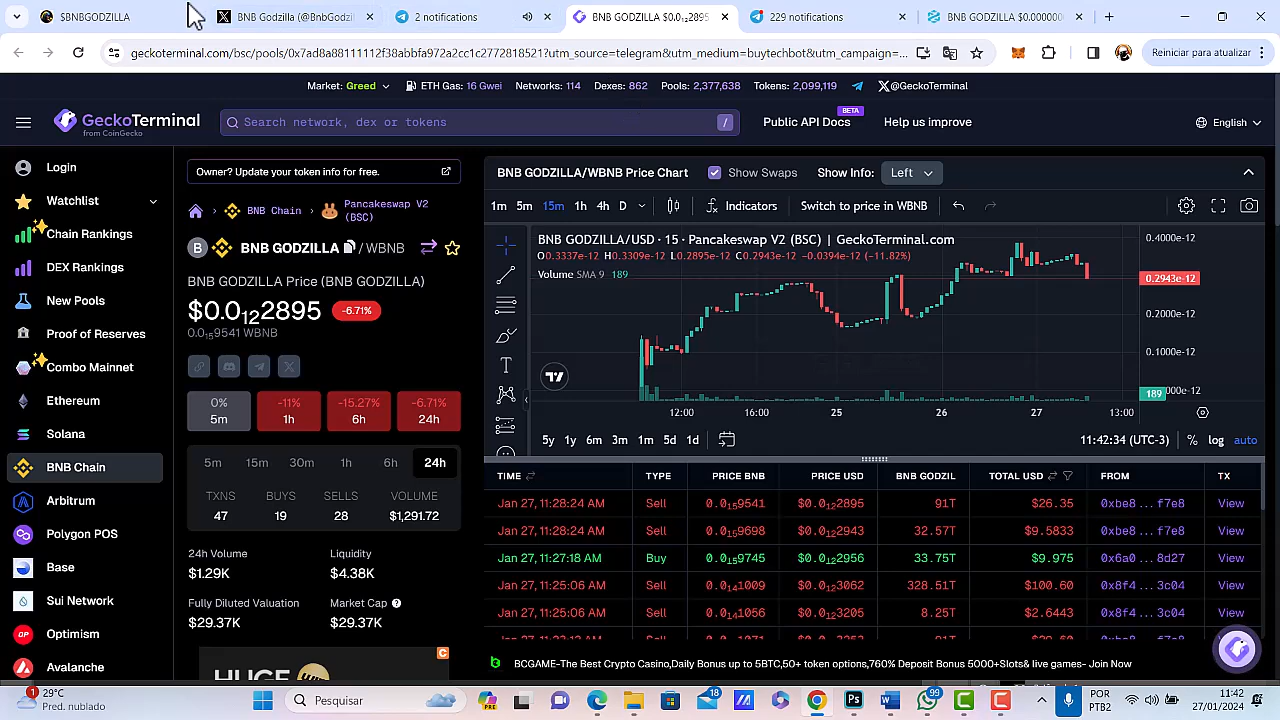 $BNBGODZILLA
BNB Godzilla (@BnbGodzil
2 notifications
BNB GODZILLA $0.0₁₂2895
229 notifications
BNB GODZILLA $0.000000
geckoterminal.com/bsc/pools/0x7ad8a88111112f38abbfa972a2cc1f2772818521?utm_source=telegram&utm_medium=buytechbot&utm_campaign=...
Reiniciar para atualizar
Market: Greed
ETH Gas: 16 Gwei
Networks: 114
Dexes: 862
Pools: 2,377,638
Tokens: 2,099,119
@GeckoTerminal
GeckoTerminal
from CoinGecko
Search network, dex or tokens
/
Public API Docs
BETA
Help us improve
English
Login
Watchlist
Chain Rankings
DEX Rankings
New Pools
Proof of Reserves
Combo Mainnet
Ethereum
Solana
BNB Chain
Arbitrum
Polygon POS
Base
Sui Network
Optimism
Avalanche
Owner? Update your token info for free.
BNB Chain
Pancakeswap V2 (BSC)
B
BNB GODZILLA / WBNB
BNB GODZILLA Price (BNB GODZILLA)
$0.0₁₂2895
-6.71%
0.0₁₅9541 WBNB
0% -11% -15.27% -6.71%
5m 1h 6h 24h
5m 15m 30m 1h 6h 24h
TXNS BUYS SELLS VOLUME
47 19 28 $1,291.72
24h Volume Liquidity
$1.29K $4.38K
Fully Diluted Valuation Market Cap
$29.37K $29.37K
HUGE
BNB GODZILLA/WBNB Price Chart
Show Swaps
Show Info:
Left
1m 5m 15m 1h 4h D
Indicators
Switch to price in WBNB
BNB GODZILLA/USD · 15 · Pancakeswap V2 (BSC) | GeckoTerminal.com
O0.3337e-12 H0.3309e-12 L0.2895e-12 C0.2943e-12 −0.0394e-12 (−11.82%)
Volume SMA 9 189
0.4000e-12
0.2943e-12
0.2000e-12
0.1000e-12
189
12:00 16:00 25 26 27 13:00
5y 1y 6m 3m 1m 5d 1d
11:42:34 (UTC-3)
% log auto
TIME TYPE PRICE BNB PRICE USD BNB GODZIL TOTAL USD FROM TX
Jan 27, 11:28:24 AM Sell 0.0₁₅9541 $0.0₁₂2895 91T $26.35 0xbe8 ... f7e8 View
Jan 27, 11:28:24 AM Sell 0.0₁₅9698 $0.0₁₂2943 32.57T $9.5833 0xbe8 ... f7e8 View
Jan 27, 11:27:18 AM Buy 0.0₁₅9745 $0.0₁₂2956 33.75T $9.975 0x6a0 ... 8d27 View
Jan 27, 11:25:06 AM Sell 0.0₁₄1009 $0.0₁₂3062 328.51T $100.60 0x8f4 ... 3c04 View
Jan 27, 11:25:06 AM Sell 0.0₁₄1056 $0.0₁₂3205 8.25T $2.6443 0x8f4 ... 3c04 View
BCGAME-The Best Crypto Casino,Daily Bonus,up to 5BTC,50+ token options,760% Deposit Bonus 5000+Slots& live games- Join Now
1
29°C
Pred. nublado
Pesquisar
PRE
18
99
POR
PTB2
11:42
27/01/2024